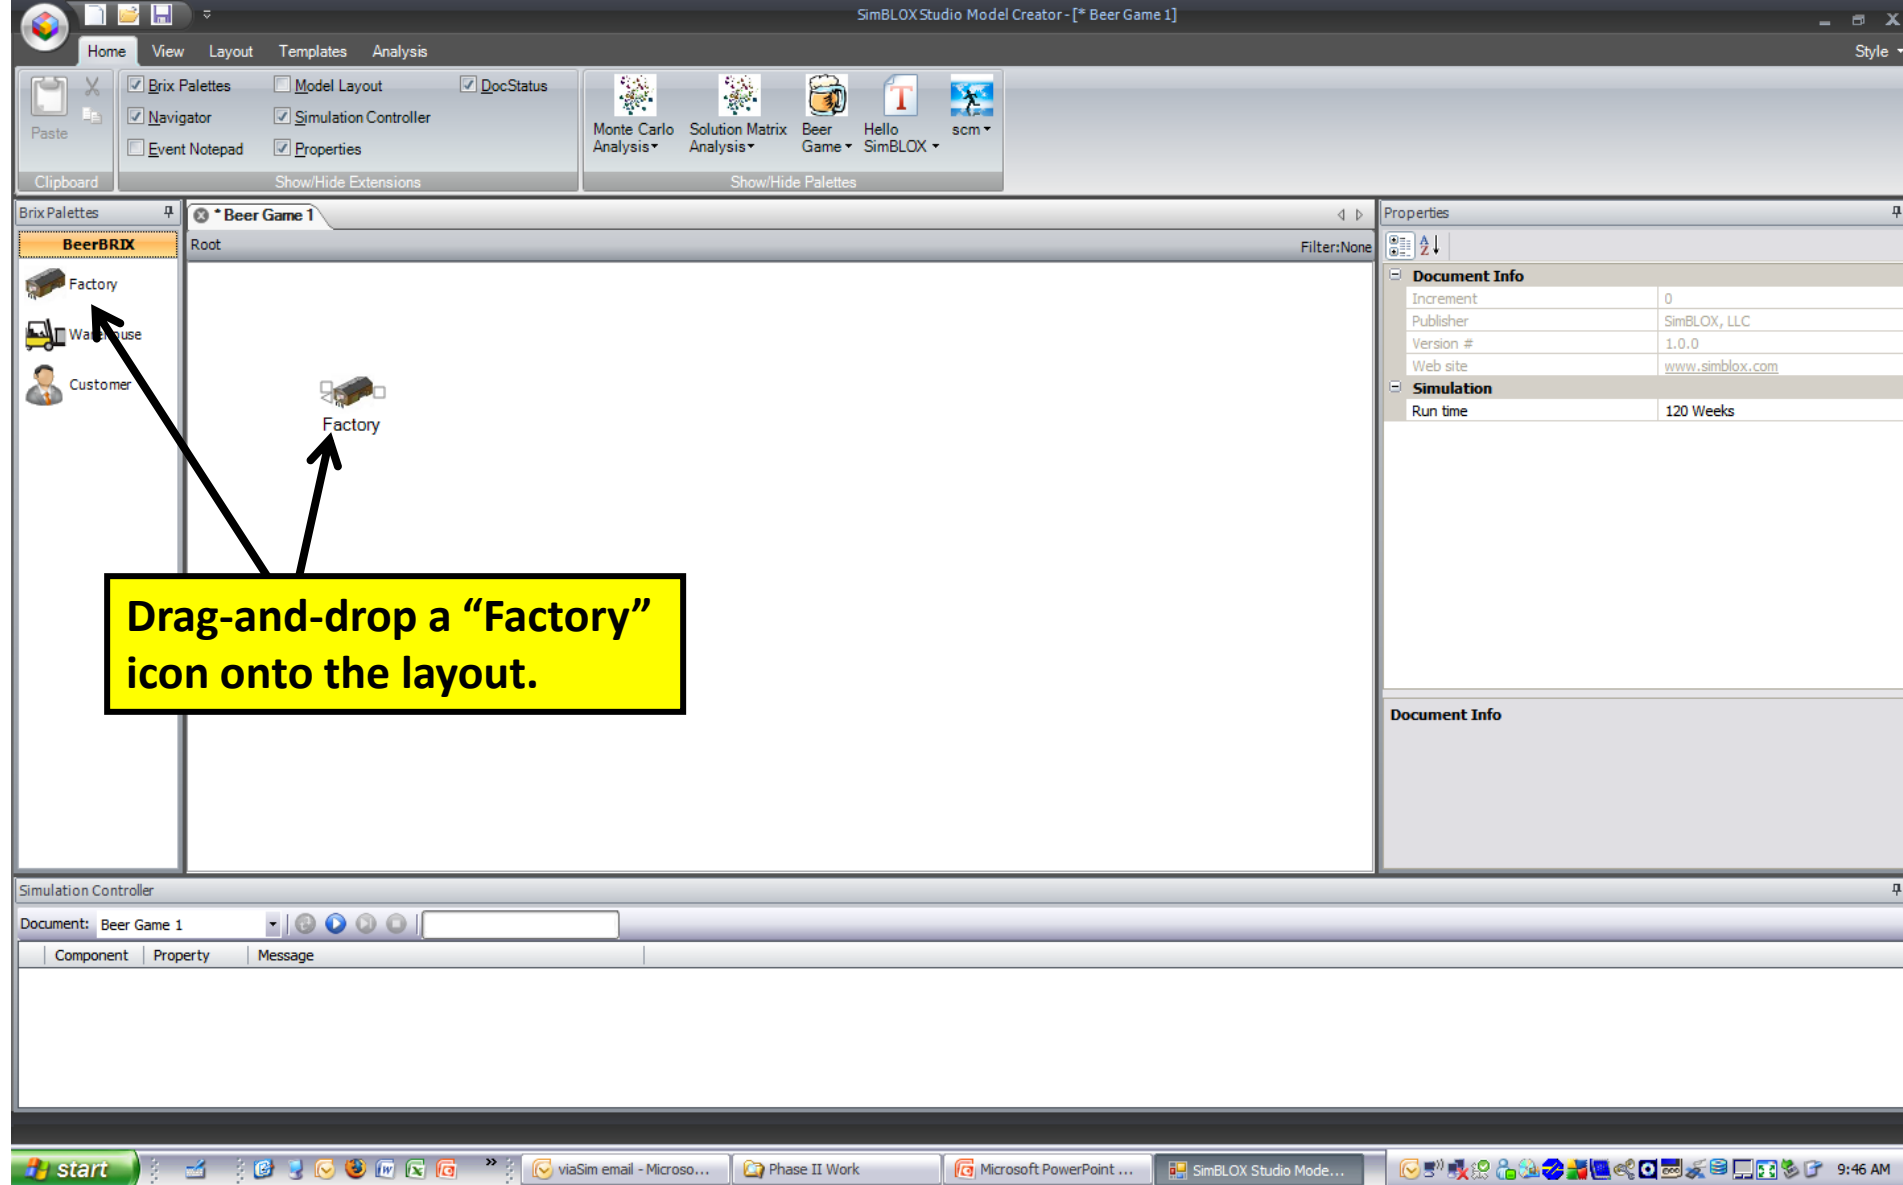 SimBLOX Studio Model Creator - [* Beer Game 1]
Home View Layout Templates Analysis Style
Paste
Clipboard
Brix Palettes Model Layout DocStatus
Navigator Simulation Controller
Event Notepad Properties
Show/Hide Extensions
Monte Carlo Analysis
Solution Matrix Analysis
Beer Game
Hello SimBLOX
scm
Show/Hide Palettes
Brix Palettes
BeerBRIX
Factory
Warehouse
Customer
* Beer Game 1
Root Filter:None
Factory
Drag-and-drop a “Factory”
icon onto the layout.
Properties
Document Info
Increment 0
Publisher SimBLOX, LLC
Version # 1.0.0
Web site www.simblox.com
Simulation
Run time 120 Weeks
Document Info
Simulation Controller
Document: Beer Game 1
Component Property Message
start
viaSim email - Microso...
Phase II Work
Microsoft PowerPoint ...
SimBLOX Studio Mode...
9:46 AM